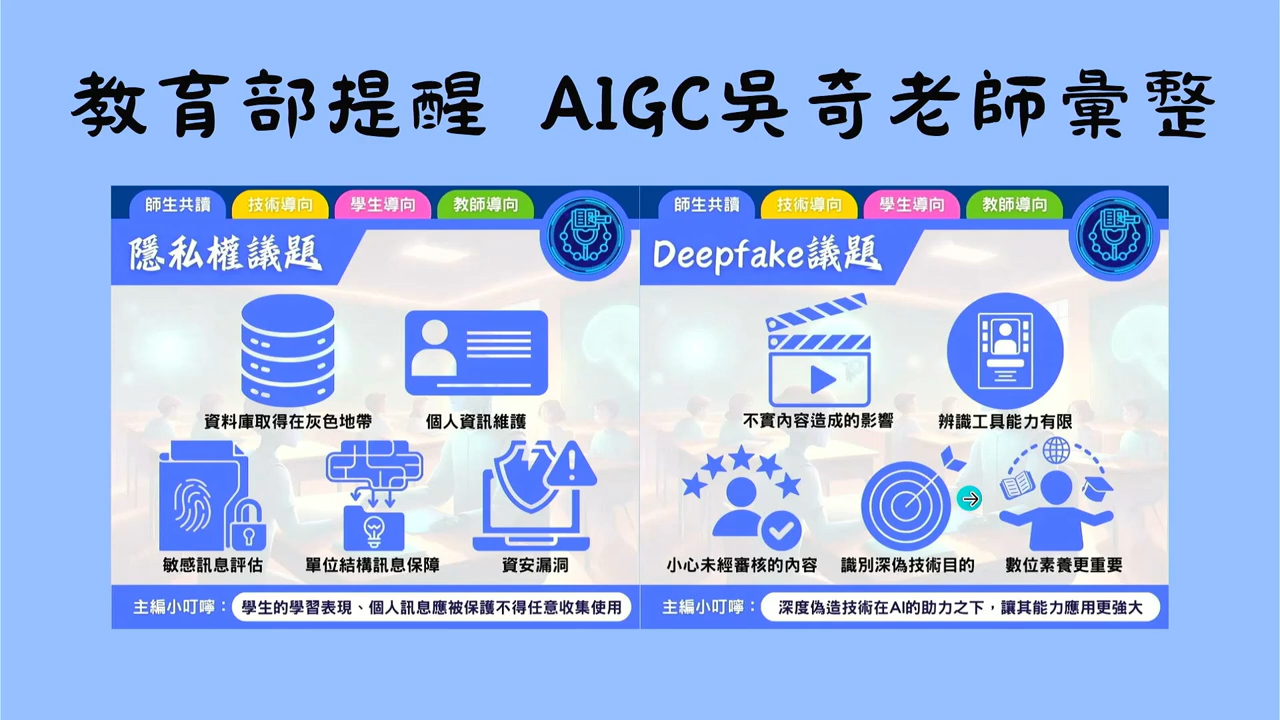 教育部提醒 AIGC吳奇老師彙整
師生共讀 技術導向 學生導向 教師導向
隱私權議題
資料庫取得在灰色地帶 個人資訊維護
敏感訊息評估 單位結構訊息保障 資安漏洞
主編小叮嚀： 學生的學習表現、個人訊息應被保護不得任意收集使用
師生共讀 技術導向 學生導向 教師導向
Deepfake議題
不實內容造成的影響 辨識工具能力有限
小心未經審核的內容 識別深偽技術目的 數位素養更重要
主編小叮嚀： 深度偽造技術在AI的助力之下，讓其能力應用更強大